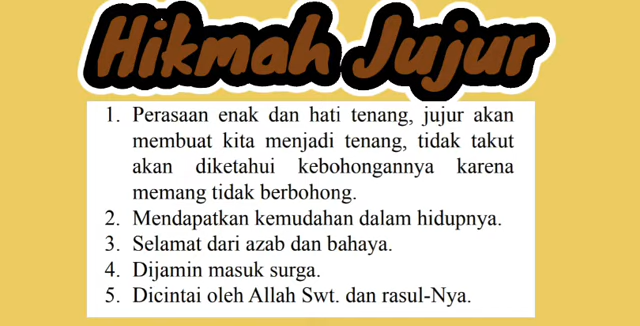 Hikmah Jujur
1. Perasaan enak dan hati tenang, jujur akan
membuat kita menjadi tenang, tidak takut
akan diketahui kebohongannya karena
memang tidak berbohong.
2. Mendapatkan kemudahan dalam hidupnya.
3. Selamat dari azab dan bahaya.
4. Dijamin masuk surga.
5. Dicintai oleh Allah Swt. dan rasul-Nya.